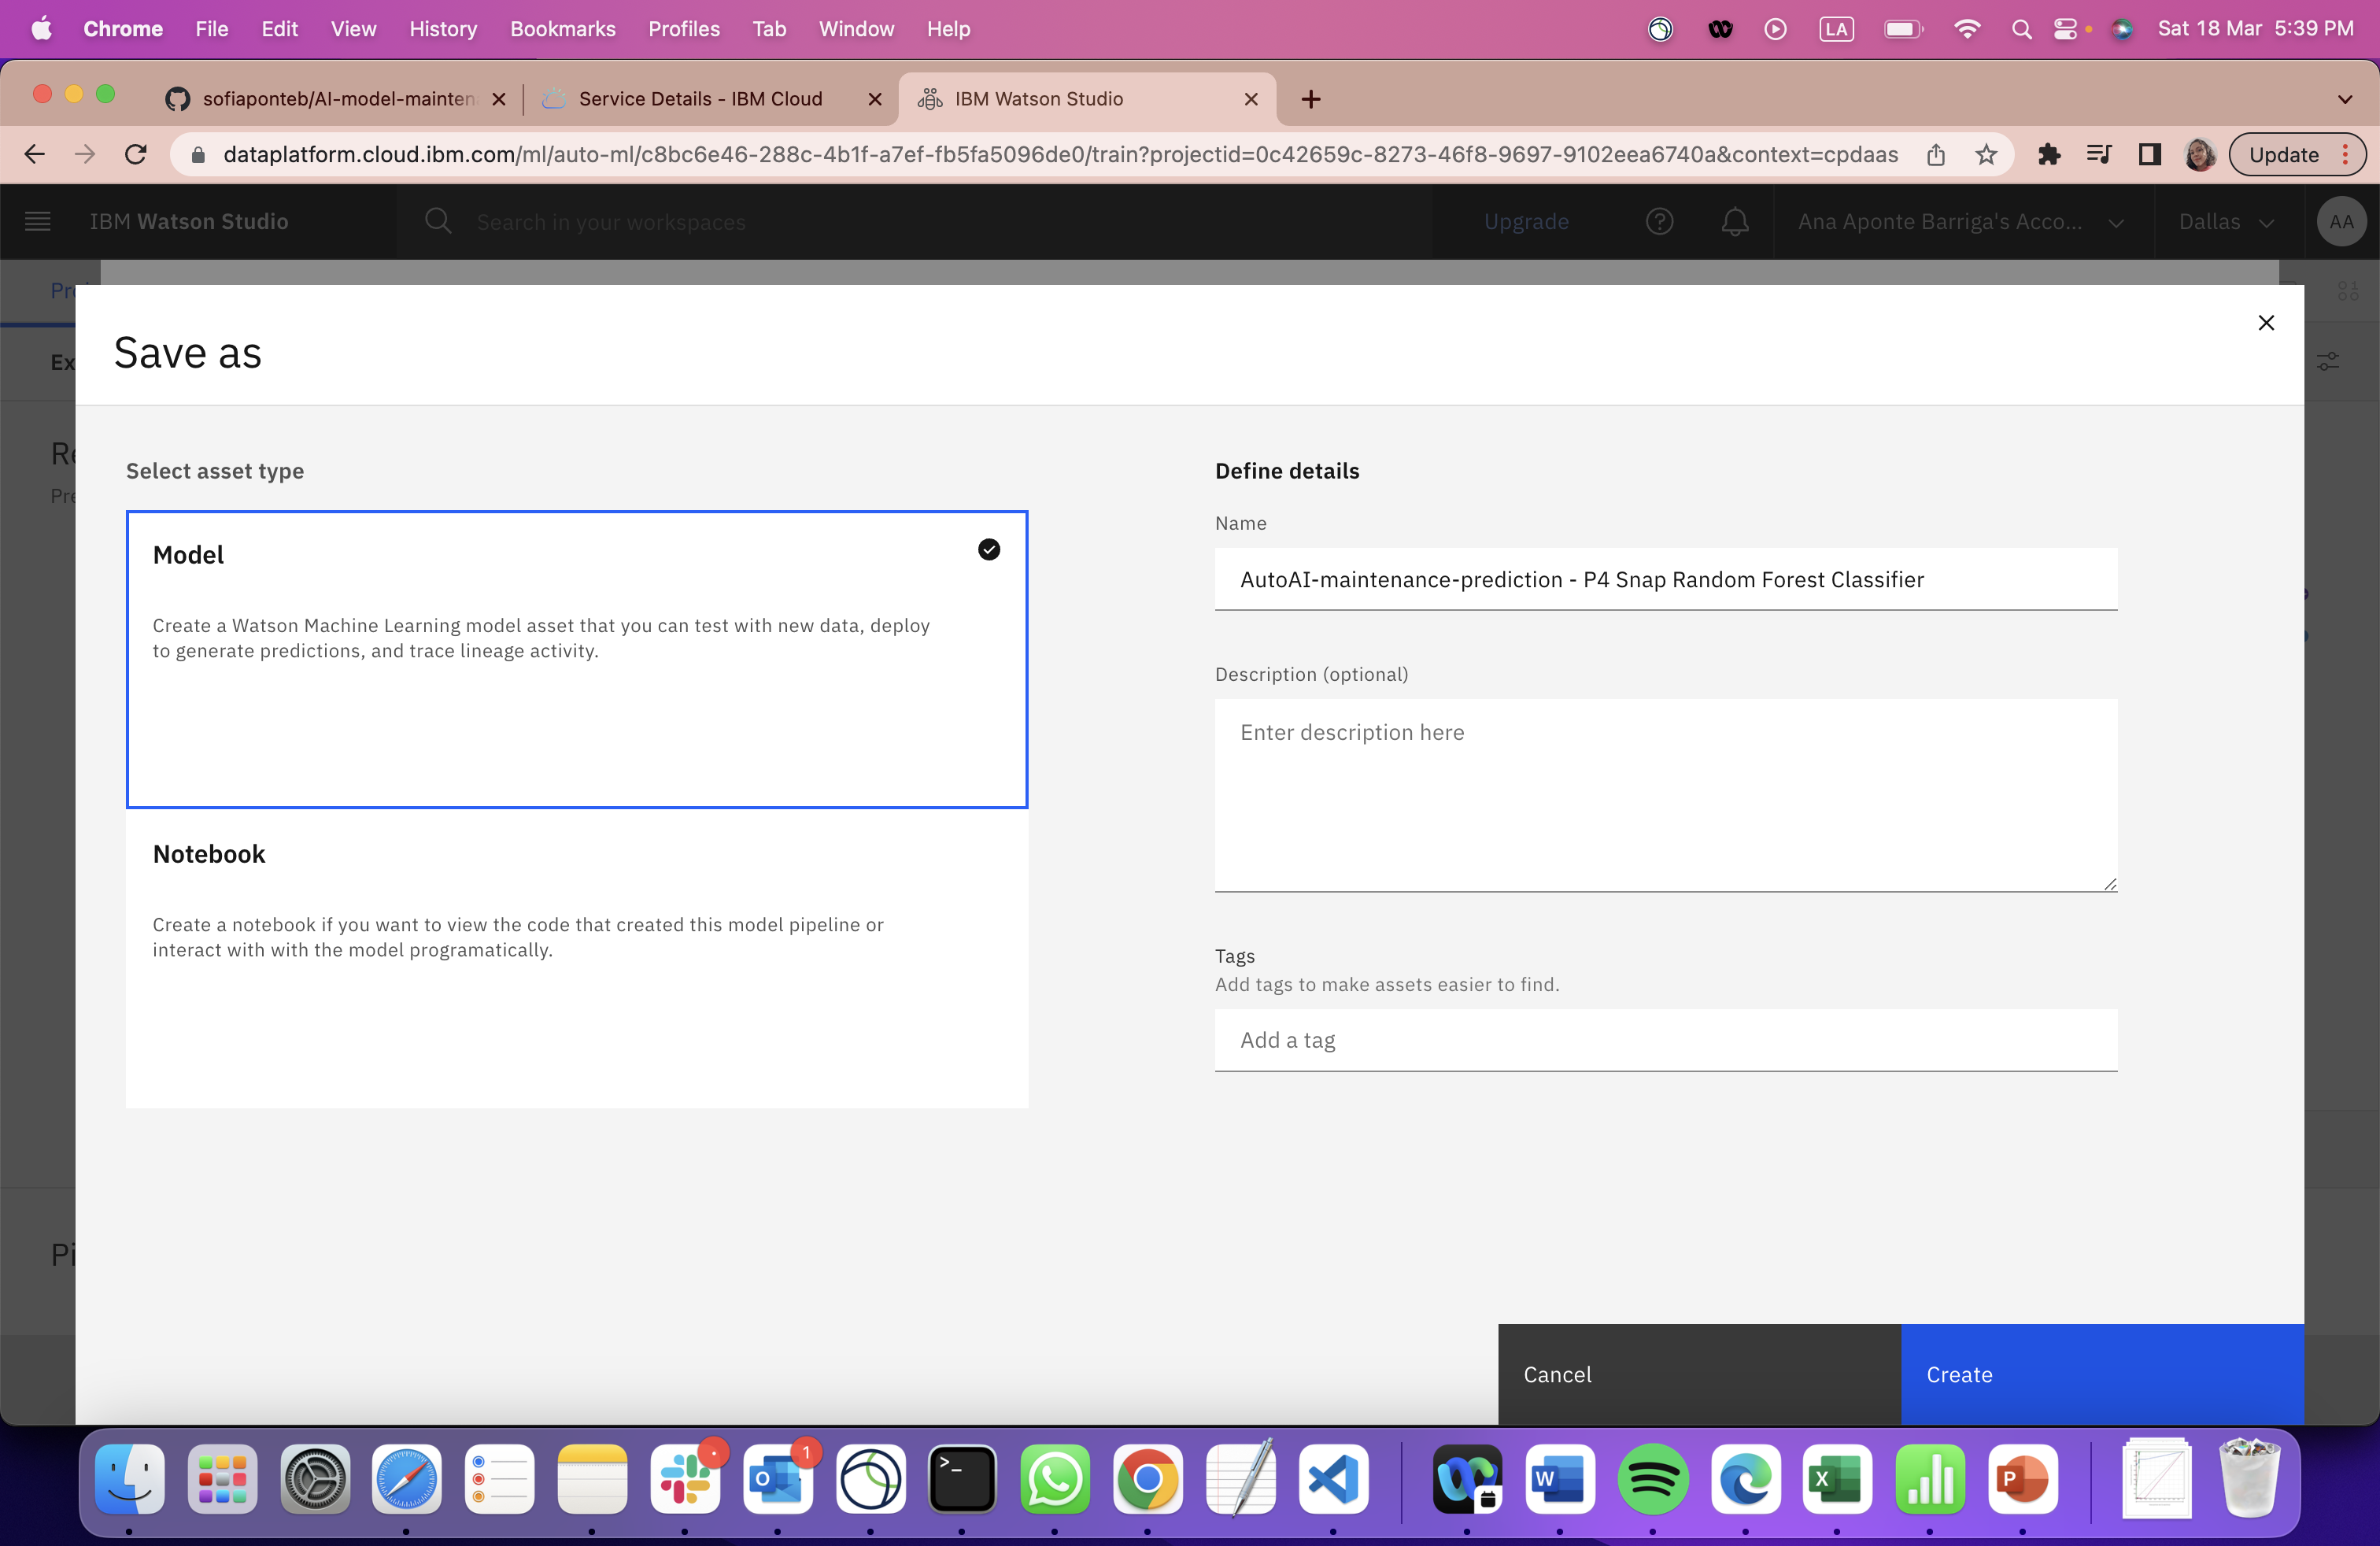 Chrome File Edit View History Bookmarks Profiles Tab Window Help LA Sat 18 Mar 5:39 PM
sofiaponteb/AI-model-mainten Service Details - IBM Cloud IBM Watson Studio
dataplatform.cloud.ibm.com/ml/auto-ml/c8bc6e46-288c-4b1f-a7ef-fb5fa5096de0/train?projectid=0c42659c-8273-46f8-9697-9102eea6740a&context=cpdaas Update
IBM Watson Studio Search in your workspaces Upgrade Ana Aponte Barriga's Acco... Dallas AA
Save as
Select asset type
Model
Create a Watson Machine Learning model asset that you can test with new data, deploy
to generate predictions, and trace lineage activity.
Notebook
Create a notebook if you want to view the code that created this model pipeline or
interact with with the model programatically.
Define details
Name
AutoAI-maintenance-prediction - P4 Snap Random Forest Classifier
Description (optional)
Enter description here
Tags
Add tags to make assets easier to find.
Add a tag
Cancel Create
1